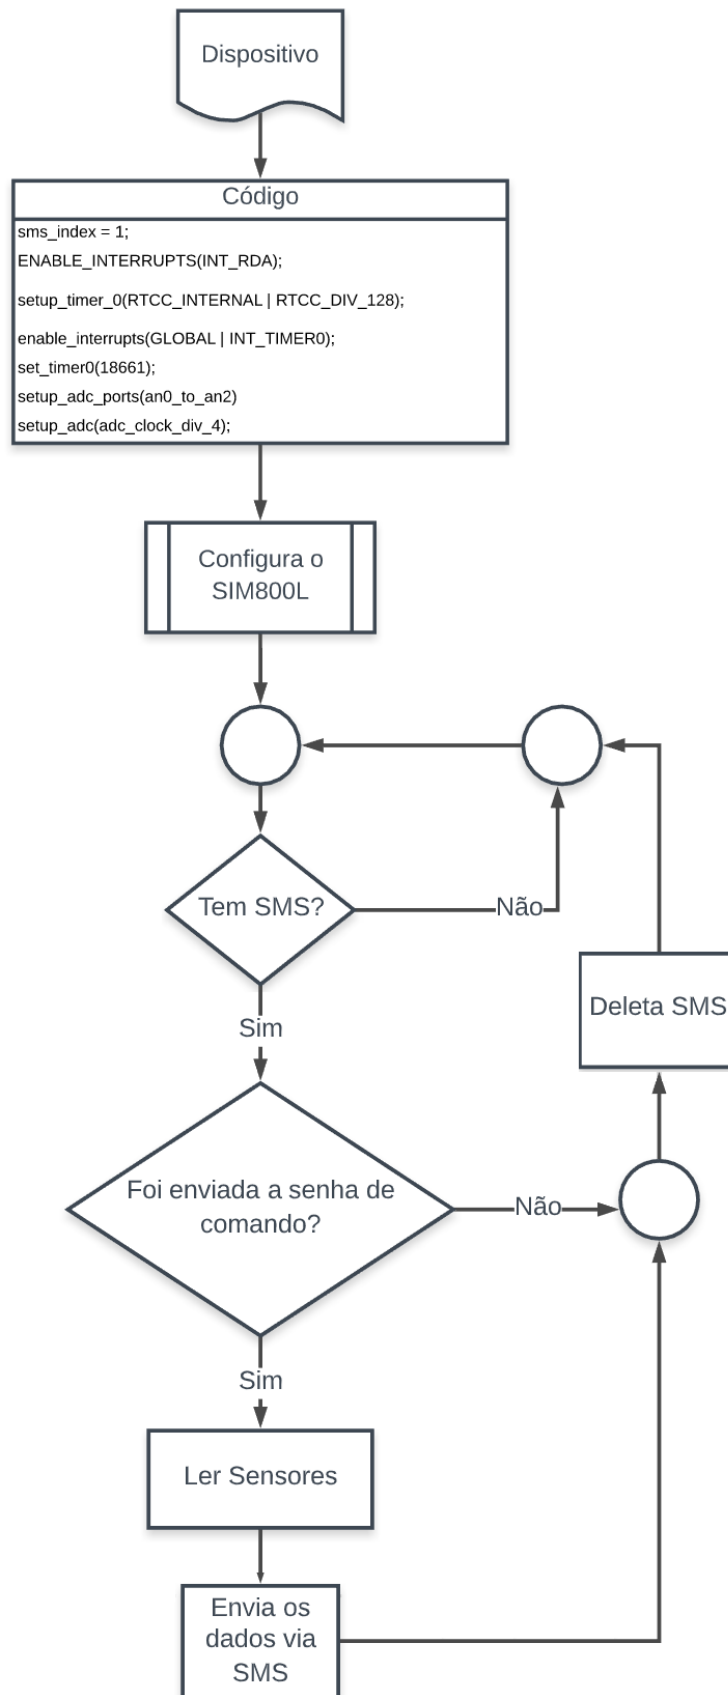 Dispositivo
Código
sms_index = 1;
ENABLE_INTERRUPTS(INT_RDA);
setup_timer_0(RTCC_INTERNAL | RTCC_DIV_128);
enable_interrupts(GLOBAL | INT_TIMER0);
set_timer0(18661);
setup_adc_ports(an0_to_an2)
setup_adc(adc_clock_div_4);
Configura o
SIM800L
Tem SMS?
Não
Deleta SMS
Sim
Foi enviada a senha de
comando?
Não
Sim
Ler Sensores
Envia os
dados via
SMS